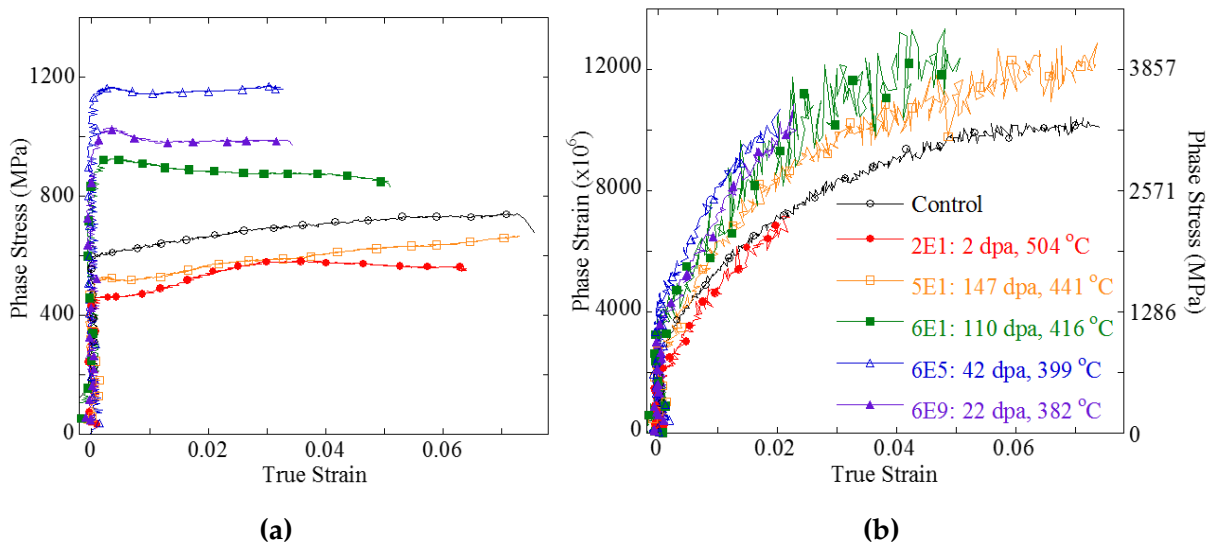 1200
800
400
0
Phase Stress (MPa)
0
0.02
0.04
0.06
True Strain
(a)
12000
8000
4000
0
Phase Strain (x10⁶)
3857
2571
1286
0
Phase Stress (MPa)
Control
2E1: 2 dpa, 504 °C
5E1: 147 dpa, 441 °C
6E1: 110 dpa, 416 °C
6E5: 42 dpa, 399 °C
6E9: 22 dpa, 382 °C
0
0.02
0.04
0.06
True Strain
(b)